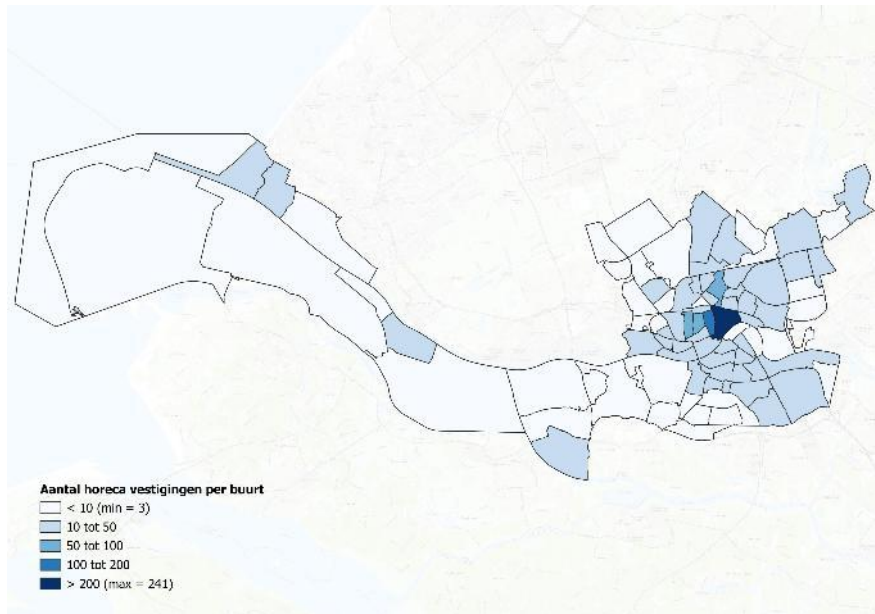 Aantal horeca vestigingen per buurt
< 10 (min = 3)
10 tot 50
50 tot 100
100 tot 200
> 200 (max = 241)